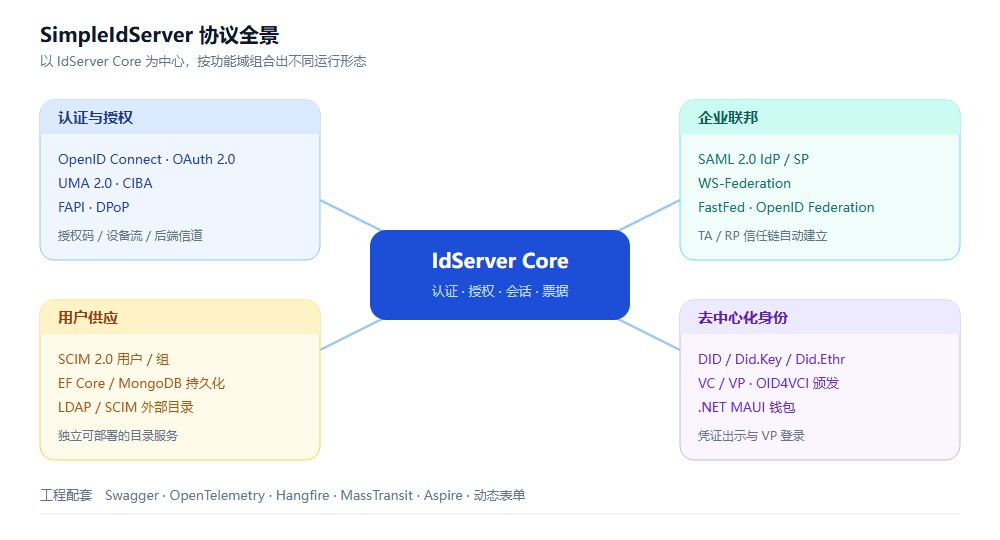 SimpleIdServer 协议全景
以 IdServer Core 为中心，按功能域组合出不同运行形态
认证与授权
OpenID Connect · OAuth 2.0
UMA 2.0 · CIBA
FAPI · DPoP
授权码 / 设备流 / 后端信道
企业联邦
SAML 2.0 IdP / SP
WS-Federation
FastFed · OpenID Federation
TA / RP 信任链自动建立
IdServer Core
认证 · 授权 · 会话 · 票据
用户供应
SCIM 2.0 用户 / 组
EF Core / MongoDB 持久化
LDAP / SCIM 外部目录
独立可部署的目录服务
去中心化身份
DID / Did.Key / Did.Ethr
VC / VP · OID4VCI 颁发
.NET MAUI 钱包
凭证出示与 VP 登录
工程配套 Swagger · OpenTelemetry · Hangfire · MassTransit · Aspire · 动态表单